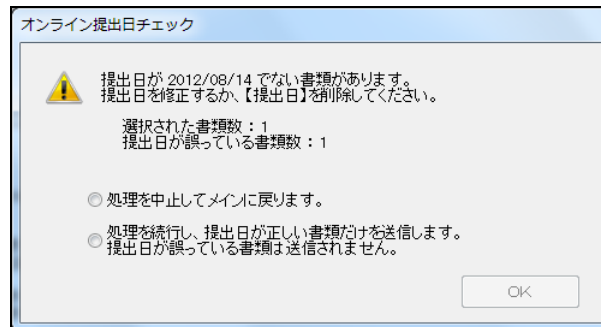 オンライン提出日チェック
提出日が 2012/08/14 でない書類があります。
提出日を修正するか、【提出日】を削除してください。
選択された書類数：1
提出日が誤っている書類数：1
処理を中止してメインに戻ります。
処理を続行し、提出日が正しい書類だけを送信します。
提出日が誤っている書類は送信されません。
OK